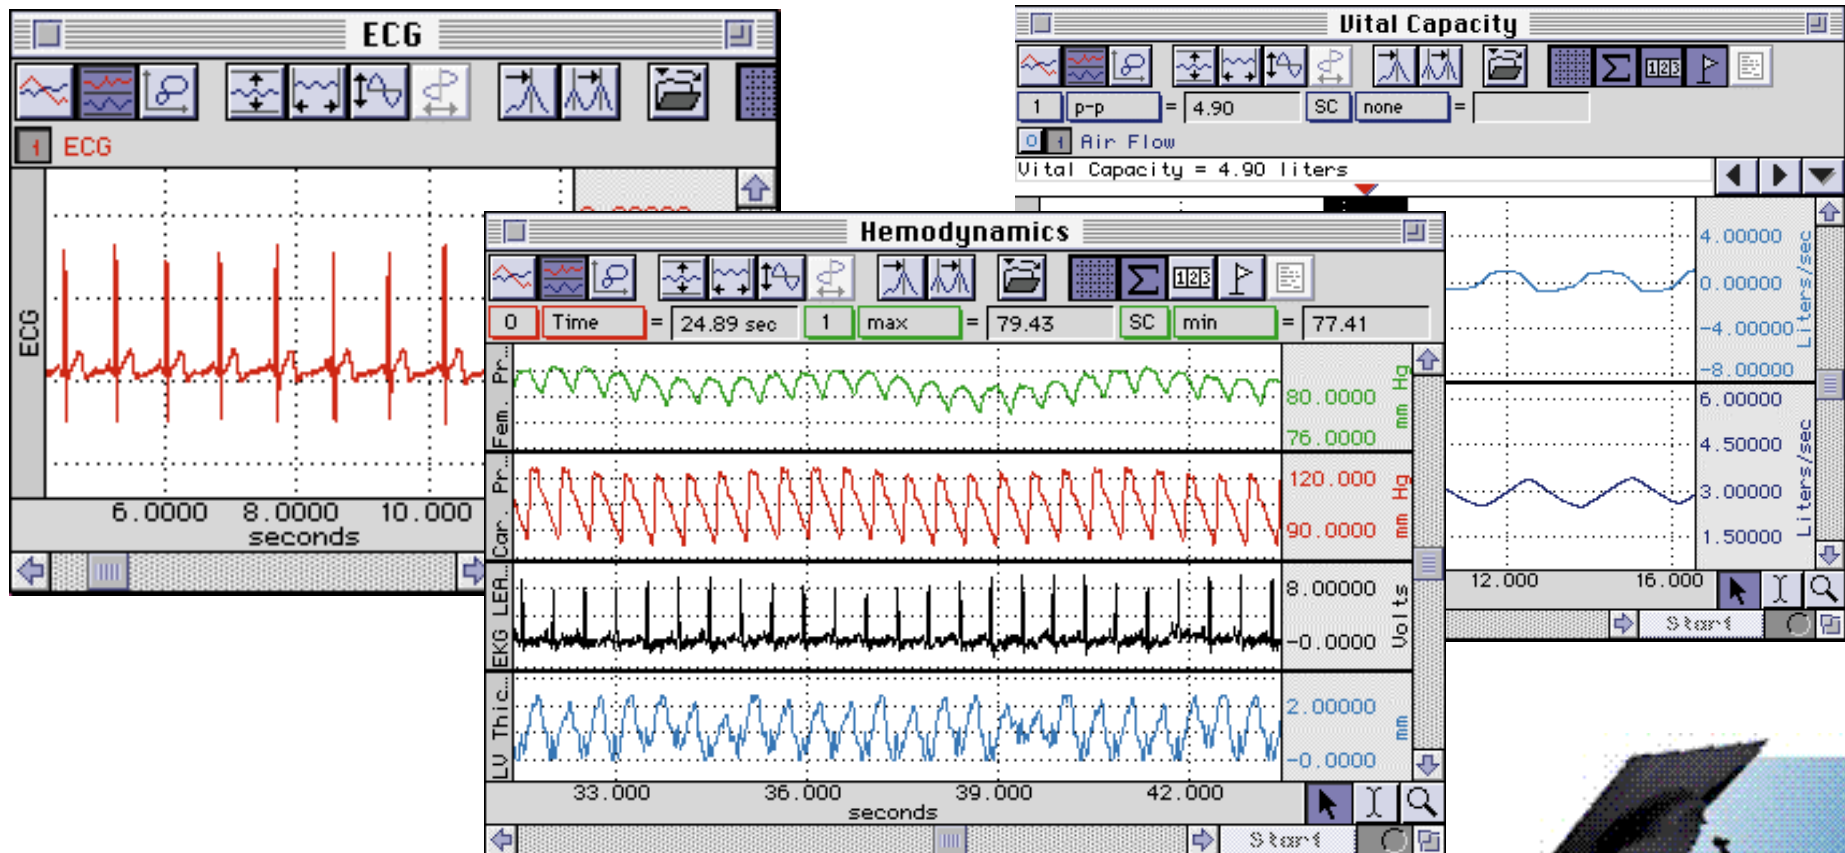 ECG
1 ECG
ECG
6.0000 8.0000 10.000
seconds
Vital Capacity
1 p-p = 4.90 SC none =
0 1 Air Flow
Vital Capacity = 4.90 liters
4.00000
0.00000
-4.00000
-8.00000
Liters/sec
6.00000
4.50000
3.00000
1.50000
Liters/sec
12.000 16.000
Start
Hemodynamics
123
0 Time = 24.89 sec 1 max = 79.43 SC min = 77.41
Fem. Pr...
80.0000
76.0000
mm Hg
Car. Pr...
120.000
90.0000
mm Hg
EKG LEA...
8.00000
-0.0000
Volts
LV Thic...
2.00000
-0.0000
mm
33.000 36.000 39.000 42.000
seconds
Start